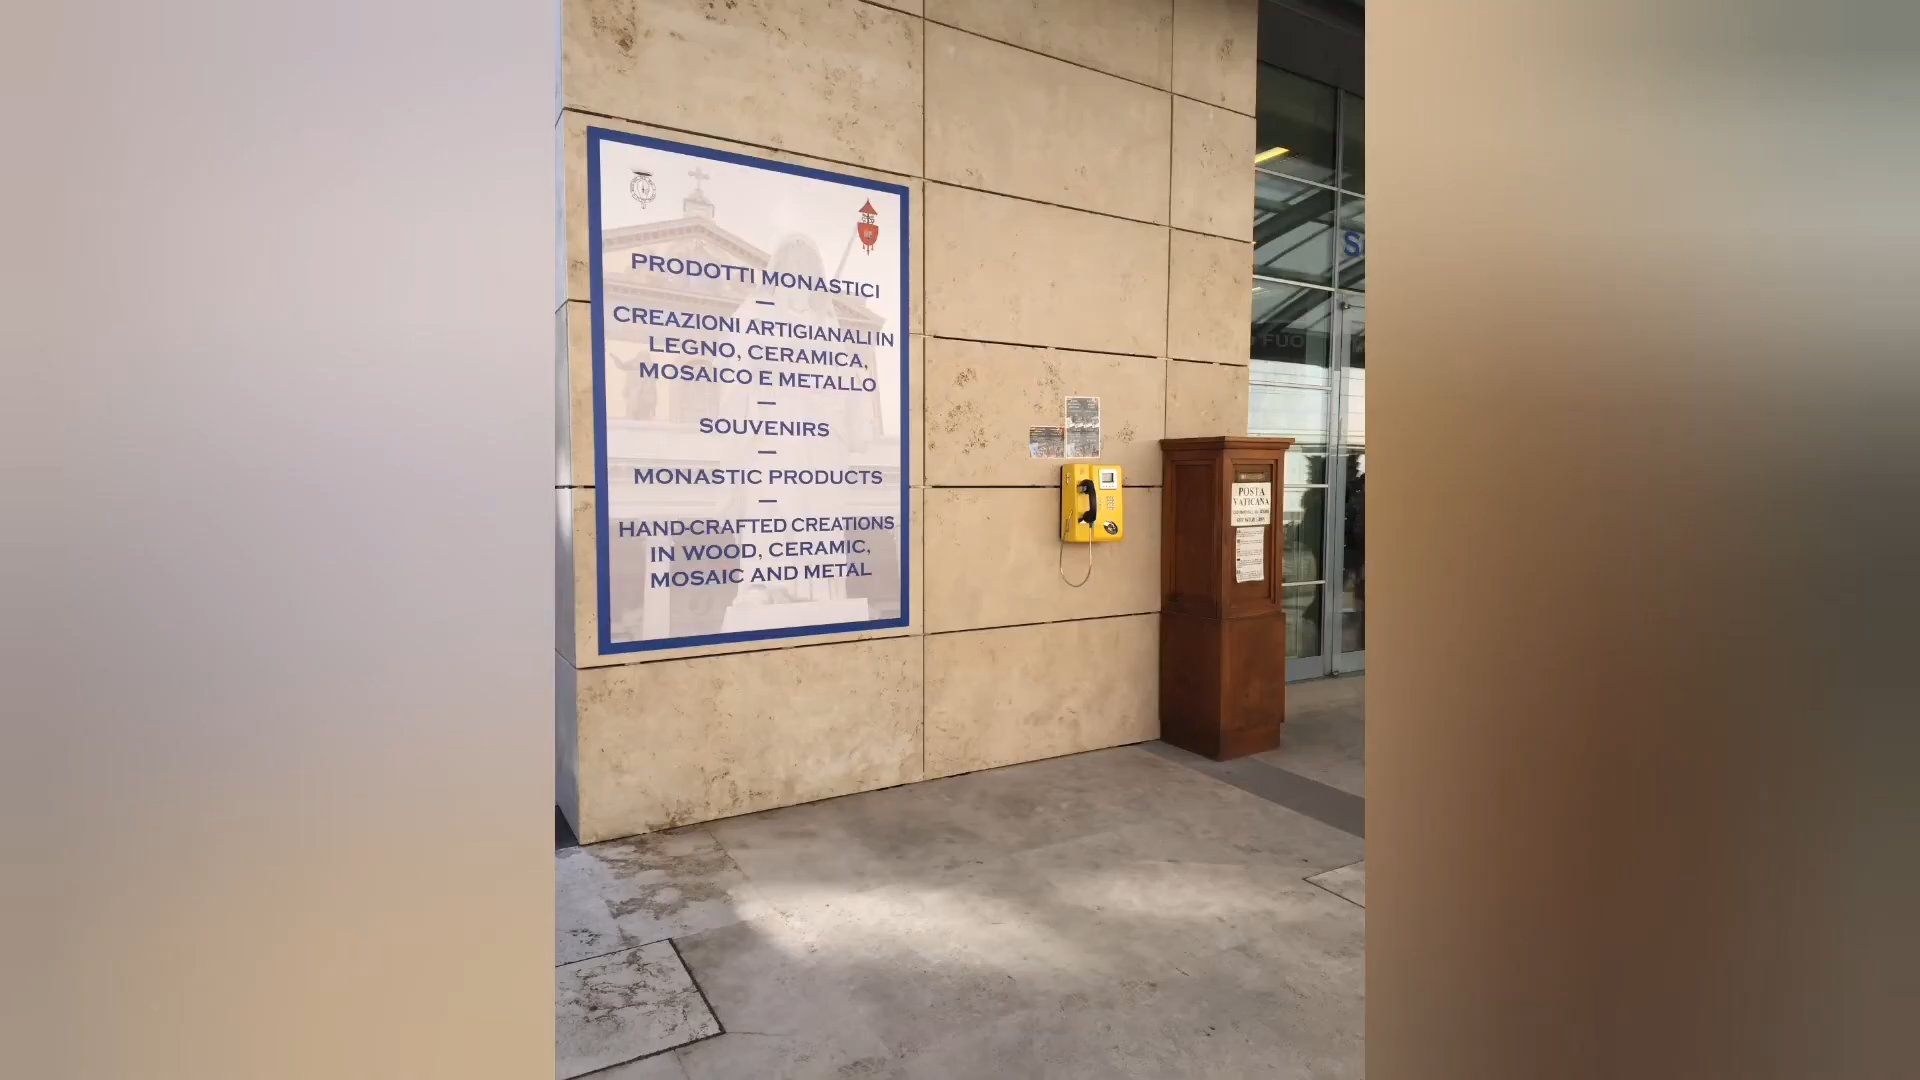 PRODOTTI MONASTICI
CREAZIONI ARTIGIANALI IN
LEGNO, CERAMICA,
MOSAICO E METALLO
SOUVENIRS
MONASTIC PRODUCTS
HAND-CRAFTED CREATIONS
IN WOOD, CERAMIC,
MOSAIC AND METAL
FUO
POSTA
VATICANA